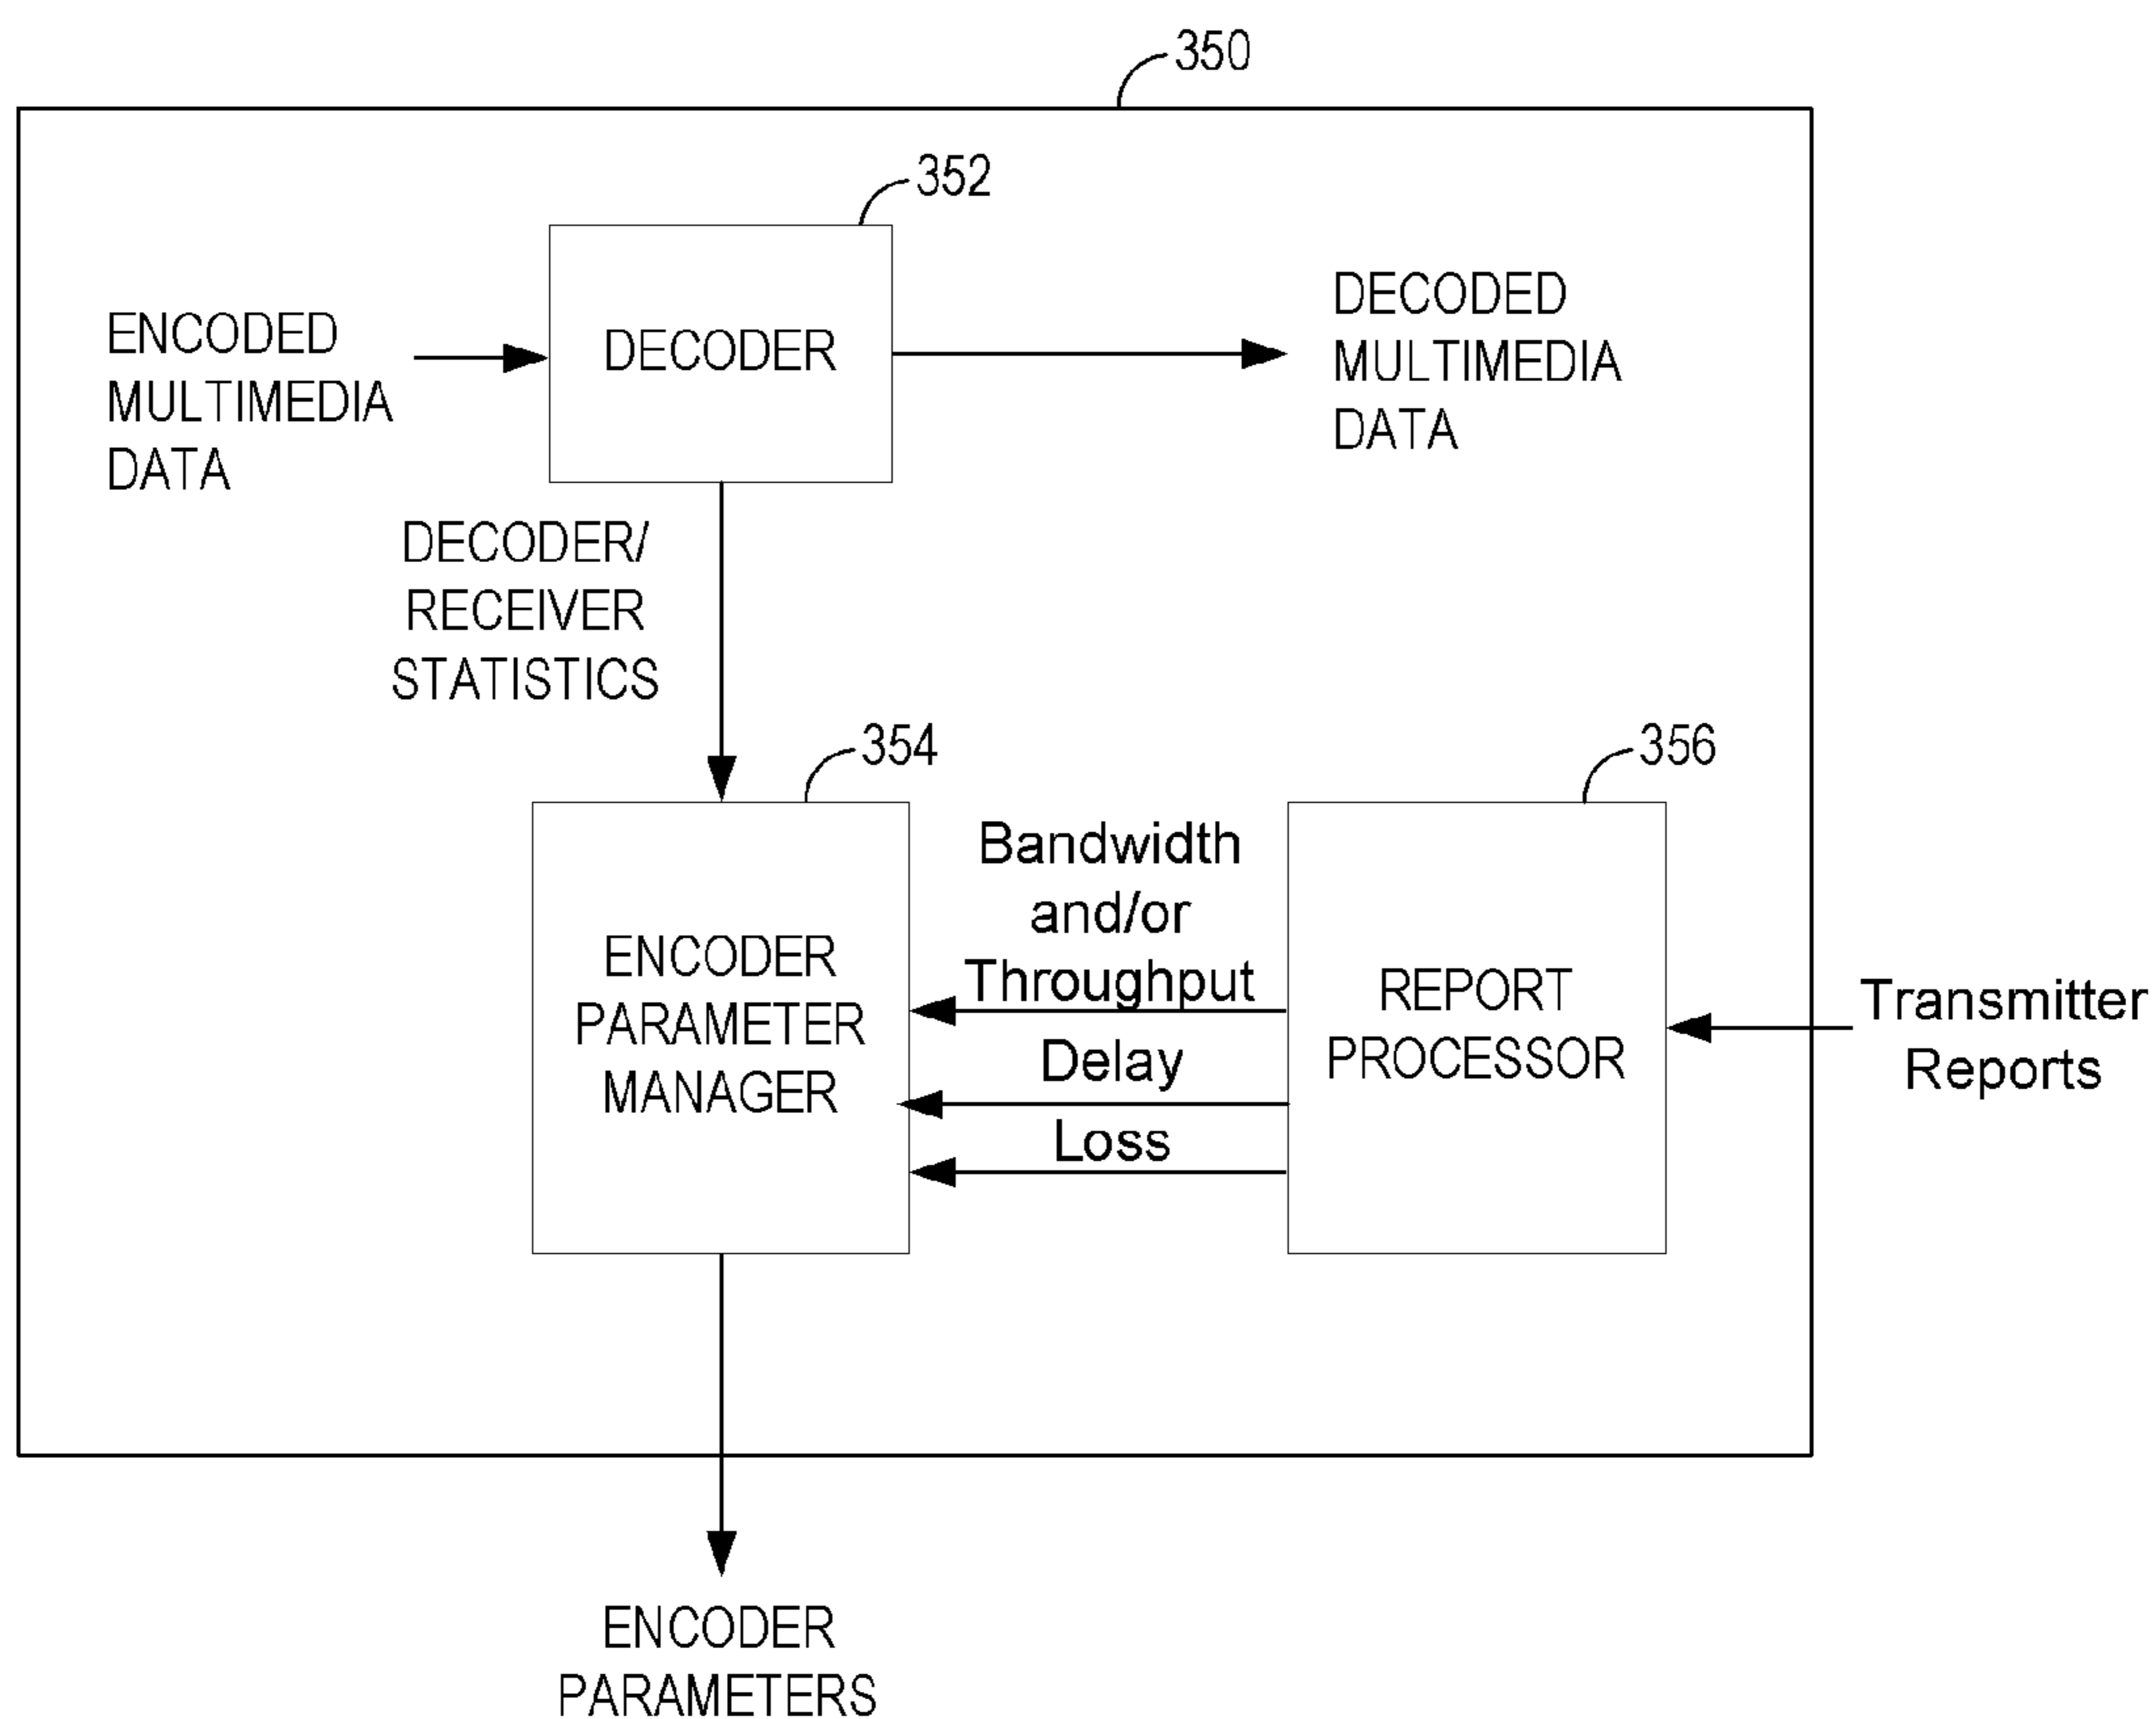 350
352
ENCODED
MULTIMEDIA
DATA
DECODER
DECODED
MULTIMEDIA
DATA
DECODER/
RECEIVER
STATISTICS
354
356
ENCODER
PARAMETER
MANAGER
Bandwidth
and/or
Throughput
Delay
Loss
REPORT
PROCESSOR
Transmitter
Reports
ENCODER
PARAMETERS